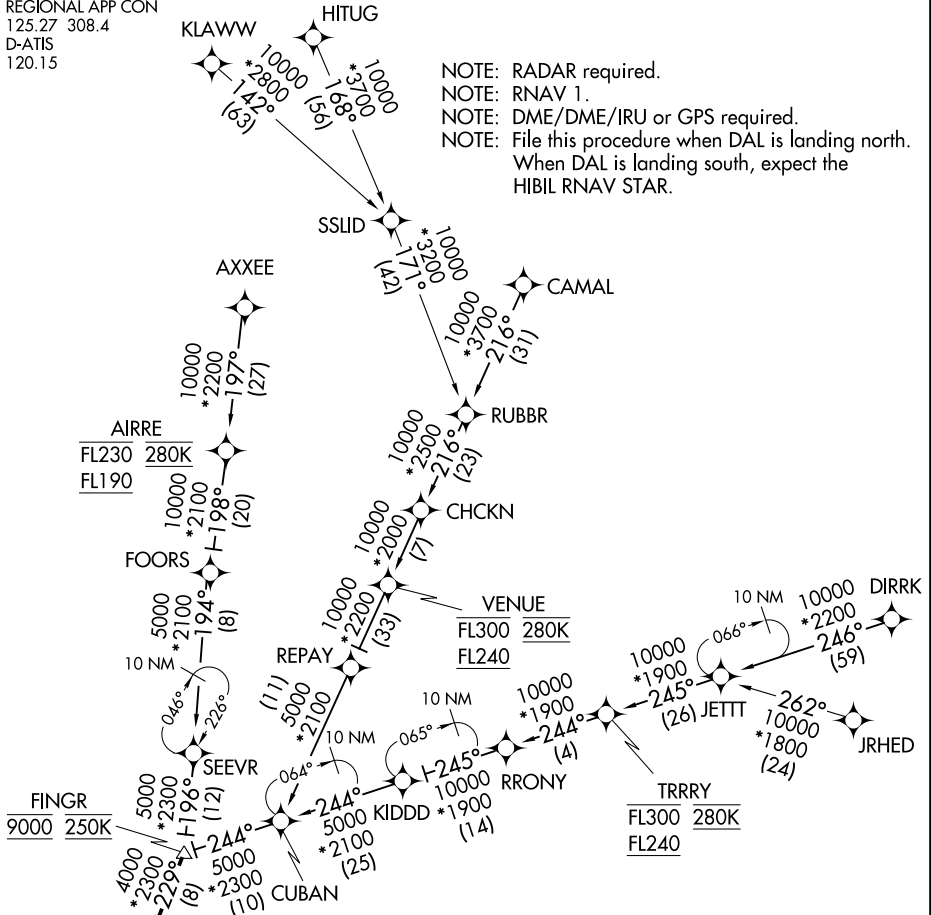 REGIONAL APP CON
125.27 308.4
D-ATIS
120.15
KLAWW
10000
*2800
142°
(63)
HITUG
10000
*3700
168°
(56)
NOTE: RADAR required.
NOTE: RNAV 1.
NOTE: DME/DME/IRU or GPS required.
NOTE: File this procedure when DAL is landing north.
When DAL is landing south, expect the
HIBIL RNAV STAR.
SSLID
10000
*3200
171°
(42)
AXXEE
10000
*2200
197°
(27)
CAMAL
10000
*3700
216°
(31)
RUBBR
10000
*2500
216°
(23)
AIRRE
FL230 280K
FL190
10000
*2100
198°
(20)
CHCKN
10000
*2000
(7)
FOORS
5000
*2100
194°
(8)
VENUE
FL300 280K
FL240
10000
*2200
(33)
REPAY
(11)
5000
*2100
10 NM
046°
226°
SEEVR
5000
*2300
196°
(12)
DIRRK
10000
*2200
246°
(59)
10 NM
066°
JETTT
10000
*1900
245°
(26)
262°
10000
*1800
(24)
JRHED
TRRRY
FL300 280K
FL240
10000
*1900
244°
(4)
RRONY
10 NM
065°
245°
10000
*1900
(14)
KIDDD
10 NM
064°
244°
5000
*2100
(25)
CUBAN
244°
5000
*2300
(10)
FINGR
9000 250K
4000
*2300
229°
(8)